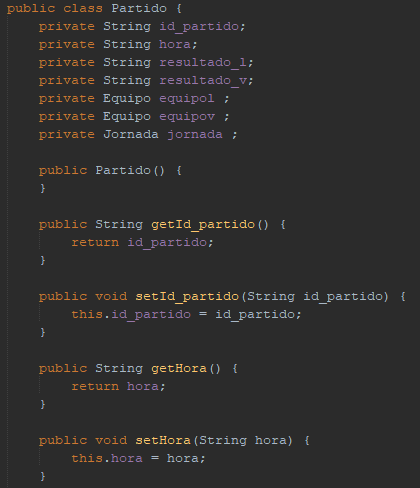 public class Partido {
private String id_partido;
private String hora;
private String resultado_l;
private String resultado_v;
private Equipo equipol ;
private Equipo equipov ;
private Jornada jornada ;
public Partido() {
}
public String getId_partido() {
return id_partido;
}
public void setId_partido(String id_partido) {
this.id_partido = id_partido;
}
public String getHora() {
return hora;
}
public void setHora(String hora) {
this.hora = hora;
}